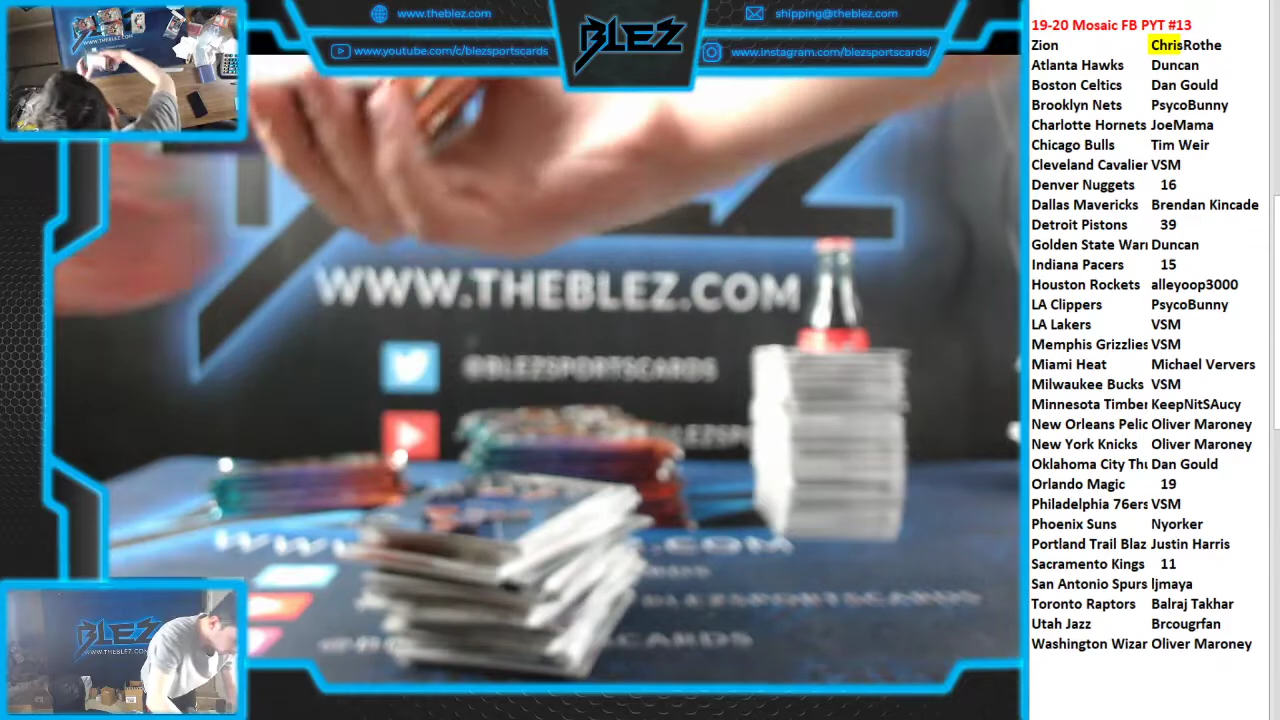 www.theblez.com
shipping@theblez.com
www.youtube.com/c/blezsportscards
BLEZ
www.instagram.com/blezsportscards/
WWW.THEBLEZ.COM
@BLEZSPORTSCARDS
BLEZ
WWW.THEBLEZ.COM
19-20 Mosaic FB PYT #13
Zion ChrisRothe
Atlanta Hawks Duncan
Boston Celtics Dan Gould
Brooklyn Nets PsycoBunny
Charlotte Hornets JoeMama
Chicago Bulls Tim Weir
Cleveland Cavalier VSM
Denver Nuggets 16
Dallas Mavericks Brendan Kincade
Detroit Pistons 39
Golden State Warr Duncan
Indiana Pacers 15
Houston Rockets alleyoop3000
LA Clippers PsycoBunny
LA Lakers VSM
Memphis Grizzlies VSM
Miami Heat Michael Ververs
Milwaukee Bucks VSM
Minnesota Timber KeepNitSAucy
New Orleans Pelic Oliver Maroney
New York Knicks Oliver Maroney
Oklahoma City Thu Dan Gould
Orlando Magic 19
Philadelphia 76ers VSM
Phoenix Suns Nyorker
Portland Trail Blaz Justin Harris
Sacramento Kings 11
San Antonio Spurs ljmaya
Toronto Raptors Balraj Takhar
Utah Jazz Brcougrfan
Washington Wizar Oliver Maroney